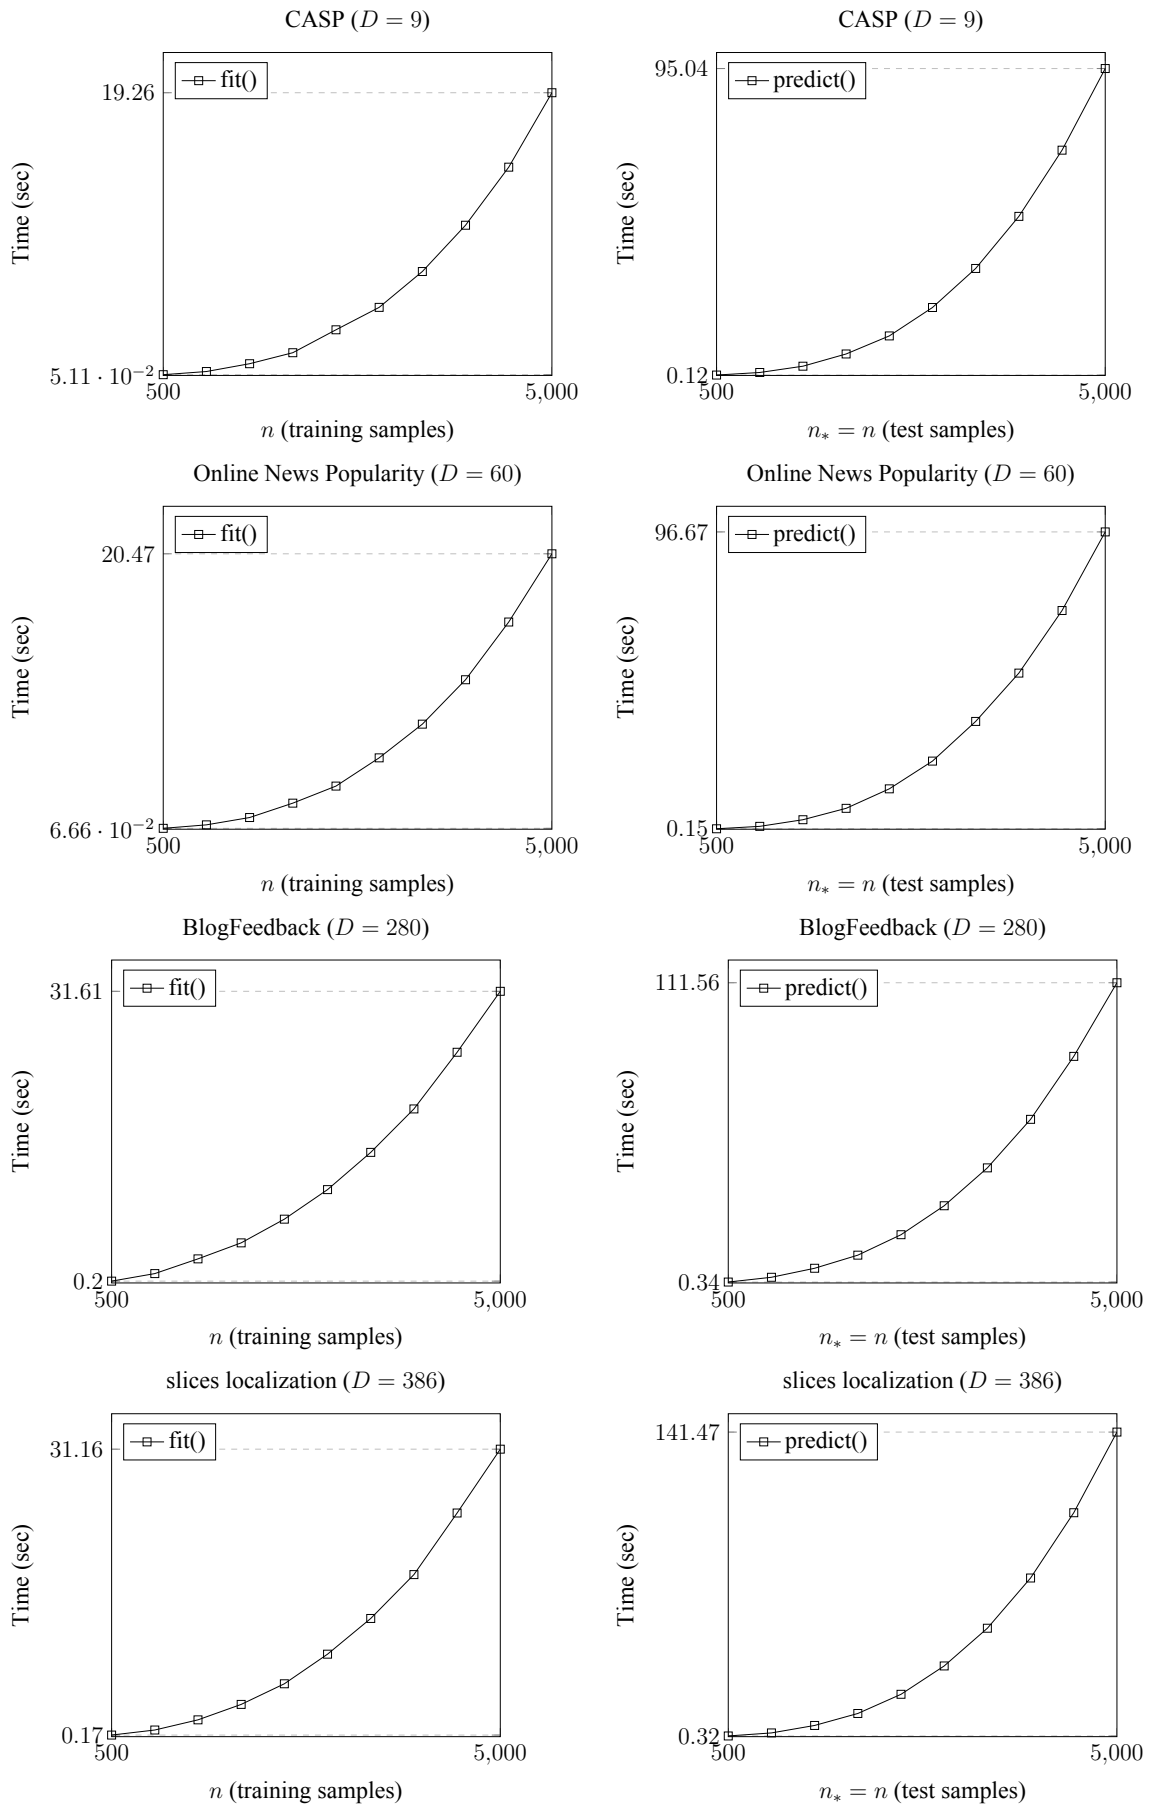 CASP (D = 9)
fit()
19.26
5.11 · 10⁻²
500
5,000
Time (sec)
n (training samples)
CASP (D = 9)
predict()
95.04
0.12
500
5,000
Time (sec)
n* = n (test samples)
Online News Popularity (D = 60)
fit()
20.47
6.66 · 10⁻²
500
5,000
Time (sec)
n (training samples)
Online News Popularity (D = 60)
predict()
96.67
0.15
500
5,000
Time (sec)
n* = n (test samples)
BlogFeedback (D = 280)
fit()
31.61
0.2
500
5,000
Time (sec)
n (training samples)
BlogFeedback (D = 280)
predict()
111.56
0.34
500
5,000
Time (sec)
n* = n (test samples)
slices localization (D = 386)
fit()
31.16
0.17
500
5,000
Time (sec)
n (training samples)
slices localization (D = 386)
predict()
141.47
0.32
500
5,000
Time (sec)
n* = n (test samples)